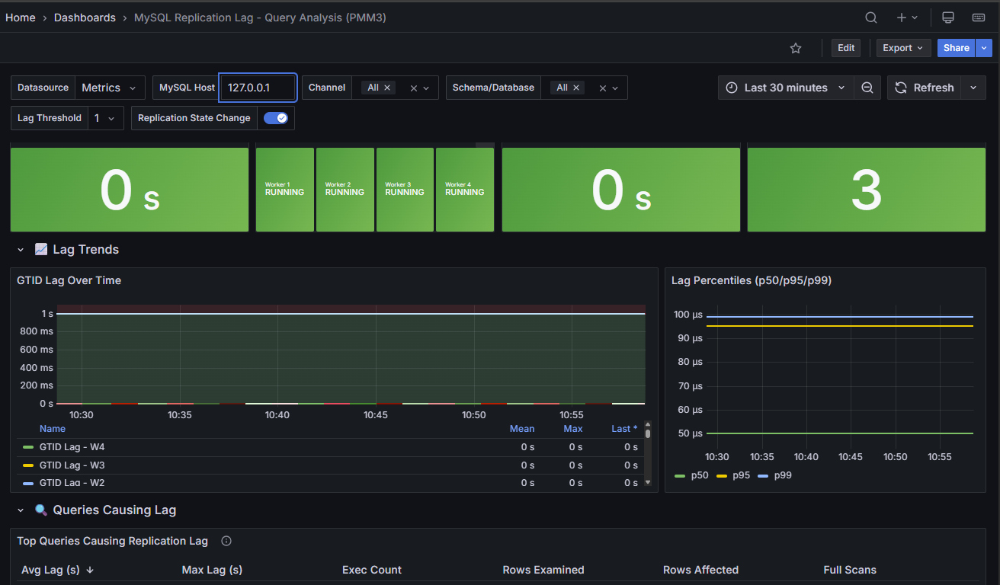 Home › Dashboards › MySQL Replication Lag - Query Analysis (PMM3)
Edit Export Share
Datasource Metrics MySQL Host 127.0.0.1 Channel All Schema/Database All Last 30 minutes Refresh
Lag Threshold 1 Replication State Change
0 s
Worker 1
RUNNING
Worker 2
RUNNING
Worker 3
RUNNING
Worker 4
RUNNING
0 s
3
Lag Trends
GTID Lag Over Time
1 s
800 ms
600 ms
400 ms
200 ms
0 s
10:30 10:35 10:40 10:45 10:50 10:55
Name Mean Max Last *
GTID Lag - W4 0 s 0 s 0 s
GTID Lag - W3 0 s 0 s 0 s
GTID Lag - W2 0 s 0 s 0 s
Lag Percentiles (p50/p95/p99)
100 µs
90 µs
80 µs
70 µs
60 µs
50 µs
10:30 10:35 10:40 10:45 10:50 10:55
p50 p95 p99
Queries Causing Lag
Top Queries Causing Replication Lag
Avg Lag (s) Max Lag (s) Exec Count Rows Examined Rows Affected Full Scans